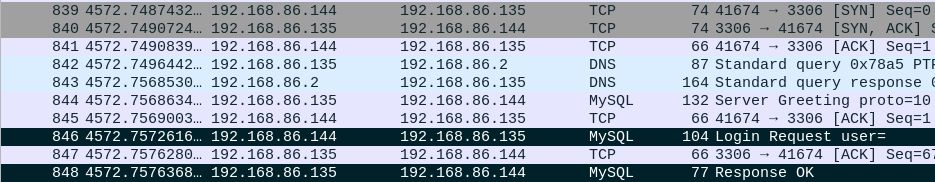 839 4572.7487432… 192.168.86.144 192.168.86.135 TCP 74 41674 → 3306 [SYN] Seq=0
840 4572.7490724… 192.168.86.135 192.168.86.144 TCP 74 3306 → 41674 [SYN, ACK] S
841 4572.7490839… 192.168.86.144 192.168.86.135 TCP 66 41674 → 3306 [ACK] Seq=1
842 4572.7496442… 192.168.86.135 192.168.86.2 DNS 87 Standard query 0x78a5 PTR
843 4572.7568530… 192.168.86.2 192.168.86.135 DNS 164 Standard query response 0
844 4572.7568634… 192.168.86.135 192.168.86.144 MySQL 132 Server Greeting proto=10
845 4572.7569003… 192.168.86.144 192.168.86.135 TCP 66 41674 → 3306 [ACK] Seq=1
846 4572.7572616… 192.168.86.144 192.168.86.135 MySQL 104 Login Request user=
847 4572.7576280… 192.168.86.135 192.168.86.144 TCP 66 3306 → 41674 [ACK] Seq=67
848 4572.7576368… 192.168.86.135 192.168.86.144 MySQL 77 Response OK